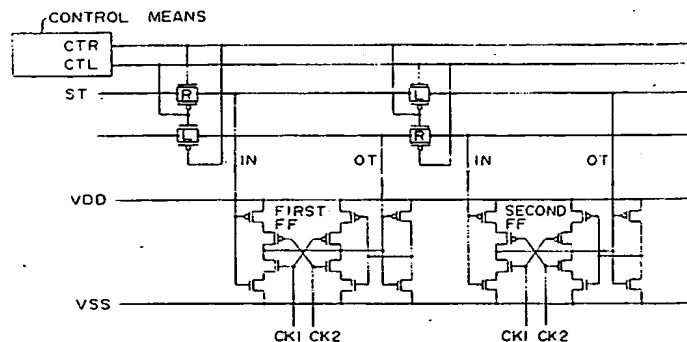 CONTROL MEANS
CTR
CTL
ST
R
L
L
R
IN
OT
IN
OT
VDD
FIRST
FF
SECOND
FF
VSS
CK1 CK2
CK1 CK2